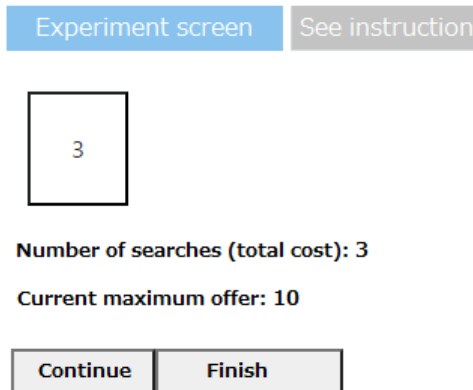 Experiment screen
See instruction
3
Number of searches (total cost): 3
Current maximum offer: 10
Continue
Finish